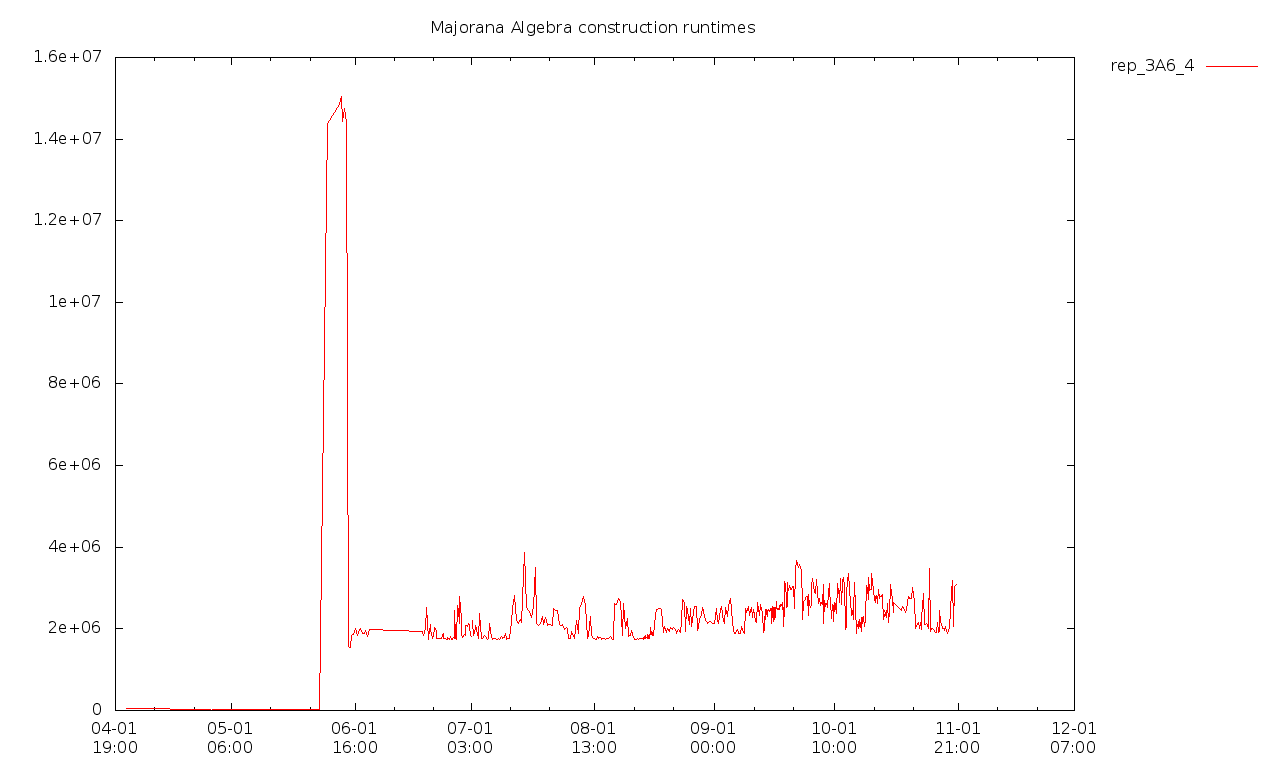 Majorana Algebra construction runtimes
rep_3A6_4
1.6e+07
1.4e+07
1.2e+07
1e+07
8e+06
6e+06
4e+06
2e+06
0
04-01 05-01 06-01 07-01 08-01 09-01 10-01 11-01 12-01
19:00 06:00 16:00 03:00 13:00 00:00 10:00 21:00 07:00